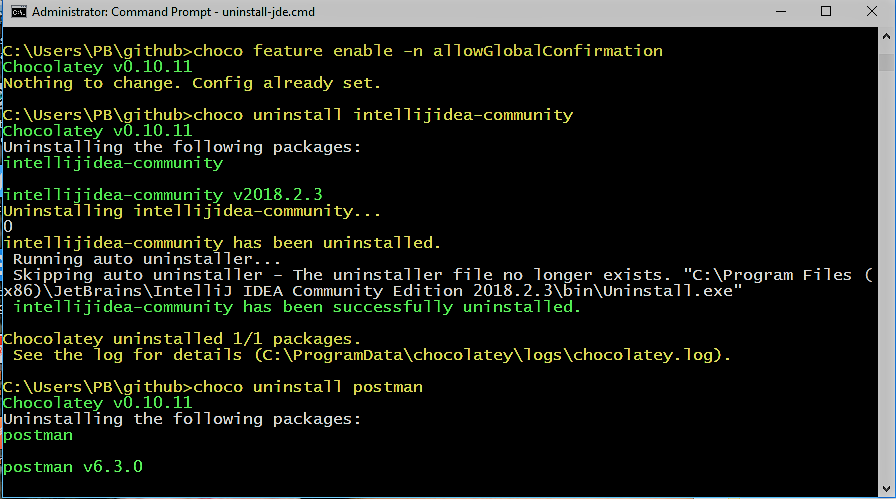 Administrator: Command Prompt - uninstall-jde.cmd
C:\Users\PB\github>choco feature enable -n allowGlobalConfirmation
Chocolatey v0.10.11
Nothing to change. Config already set.
C:\Users\PB\github>choco uninstall intellijidea-community
Chocolatey v0.10.11
Uninstalling the following packages:
intellijidea-community
intellijidea-community v2018.2.3
Uninstalling intellijidea-community...
0
intellijidea-community has been uninstalled.
Running auto uninstaller...
Skipping auto uninstaller - The uninstaller file no longer exists. "C:\Program Files (
x86)\JetBrains\IntelliJ IDEA Community Edition 2018.2.3\bin\Uninstall.exe"
intellijidea-community has been successfully uninstalled.
Chocolatey uninstalled 1/1 packages.
See the log for details (C:\ProgramData\chocolatey\logs\chocolatey.log).
C:\Users\PB\github>choco uninstall postman
Chocolatey v0.10.11
Uninstalling the following packages:
postman
postman v6.3.0